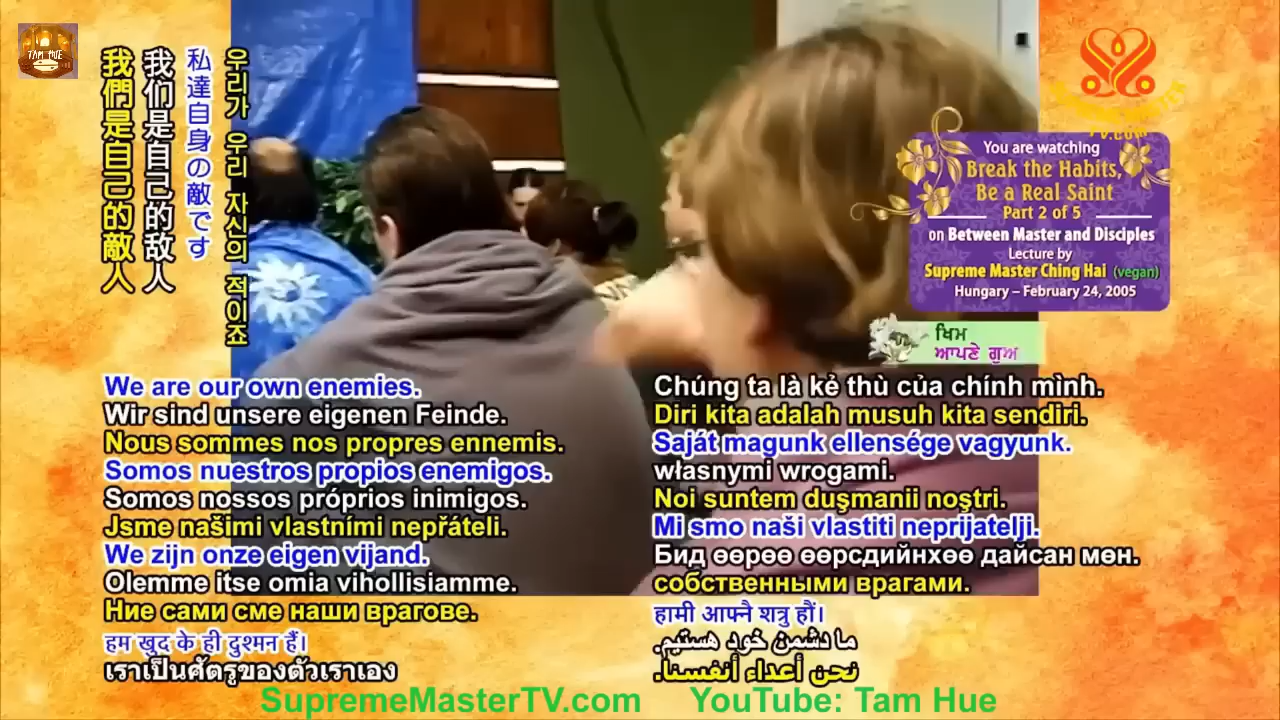 TAM HUE
我們是自己的敵人
我们是自己的敌人
私達自身の敵です
우리가 우리 자신의 적이죠
TV.COM
You are watching
Break the Habits,
Be a Real Saint
Part 2 of 5
on Between Master and Disciples
Lecture by
Supreme Master Ching Hai (vegan)
Hungary – February 24, 2005
ਖਿਮ
ਆਪਣੇ ਗੁਅ
We are our own enemies.
Wir sind unsere eigenen Feinde.
Nous sommes nos propres ennemis.
Somos nuestros propios enemigos.
Somos nossos próprios inimigos.
Jsme našimi vlastními nepřáteli.
We zijn onze eigen vijand.
Olemme itse omia vihollisiamme.
Ние сами сме наши врагове.
हम खुद के ही दुश्मन हैं।
เราเป็นศัตรูของตัวเราเอง
Chúng ta là kẻ thù của chính mình.
Diri kita adalah musuh kita sendiri.
Saját magunk ellensége vagyunk.
własnymi wrogami.
Noi suntem duşmanii noştri.
Mi smo naši vlastiti neprijatelji.
Бид өөрөө өөрсдийнхөө дайсан мөн.
собственными врагами.
हामी आफ्नै शत्रु हौं।
ما دشمن خود هستیم.
نحن أعداء أنفسنا.
SupremeMasterTV.com YouTube: Tam Hue